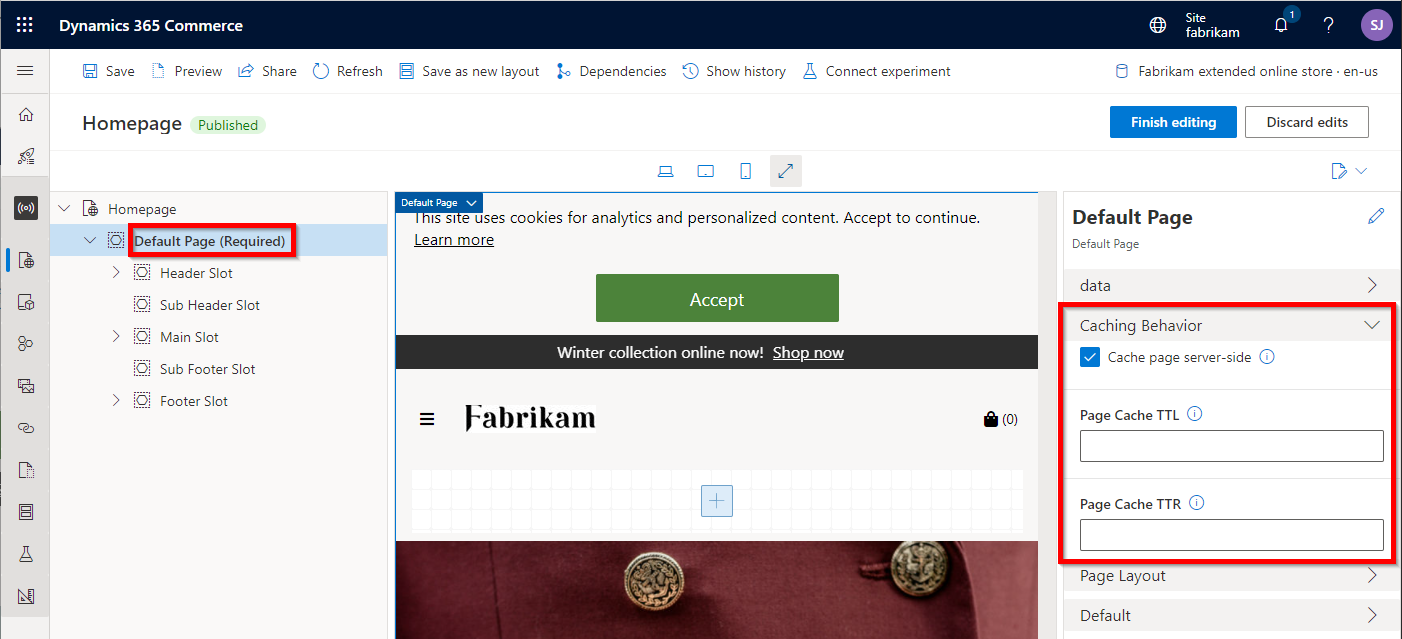 Dynamics 365 Commerce
Site
fabrikam
1
?
SJ
Save
Preview
Share
Refresh
Save as new layout
Dependencies
Show history
Connect experiment
Fabrikam extended online store · en-us
Homepage
Published
Finish editing
Discard edits
Homepage
Default Page (Required)
Header Slot
Sub Header Slot
Main Slot
Sub Footer Slot
Footer Slot
Default Page
This site uses cookies for analytics and personalized content. Accept to continue.
Learn more
Accept
Winter collection online now! Shop now
Fabrikam
(0)
Default Page
Default Page
data
Caching Behavior
Cache page server-side
Page Cache TTL
Page Cache TTR
Page Layout
Default